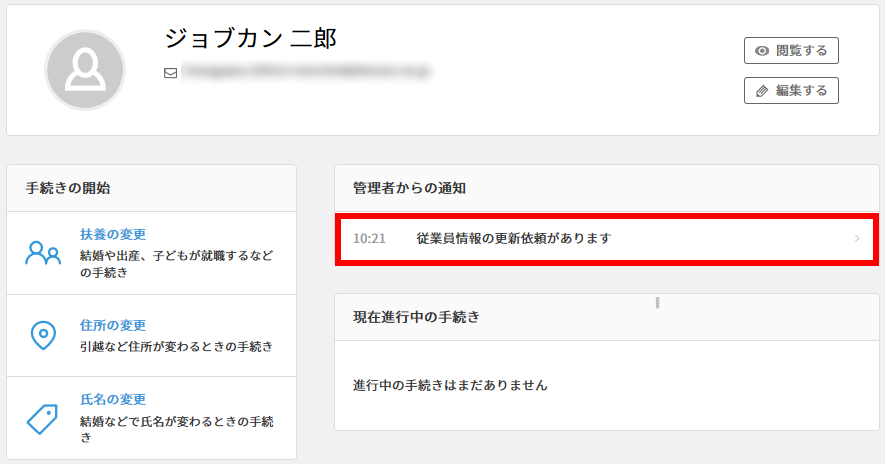 ジョブカン 二郎
閲覧する
編集する
手続きの開始
扶養の変更
結婚や出産、子どもが就職するなど
の手続き
住所の変更
引越など住所が変わるときの手続き
氏名の変更
結婚などで氏名が変わるときの手続
き
管理者からの通知
10:21 従業員情報の更新依頼があります
現在進行中の手続き
進行中の手続きはまだありません